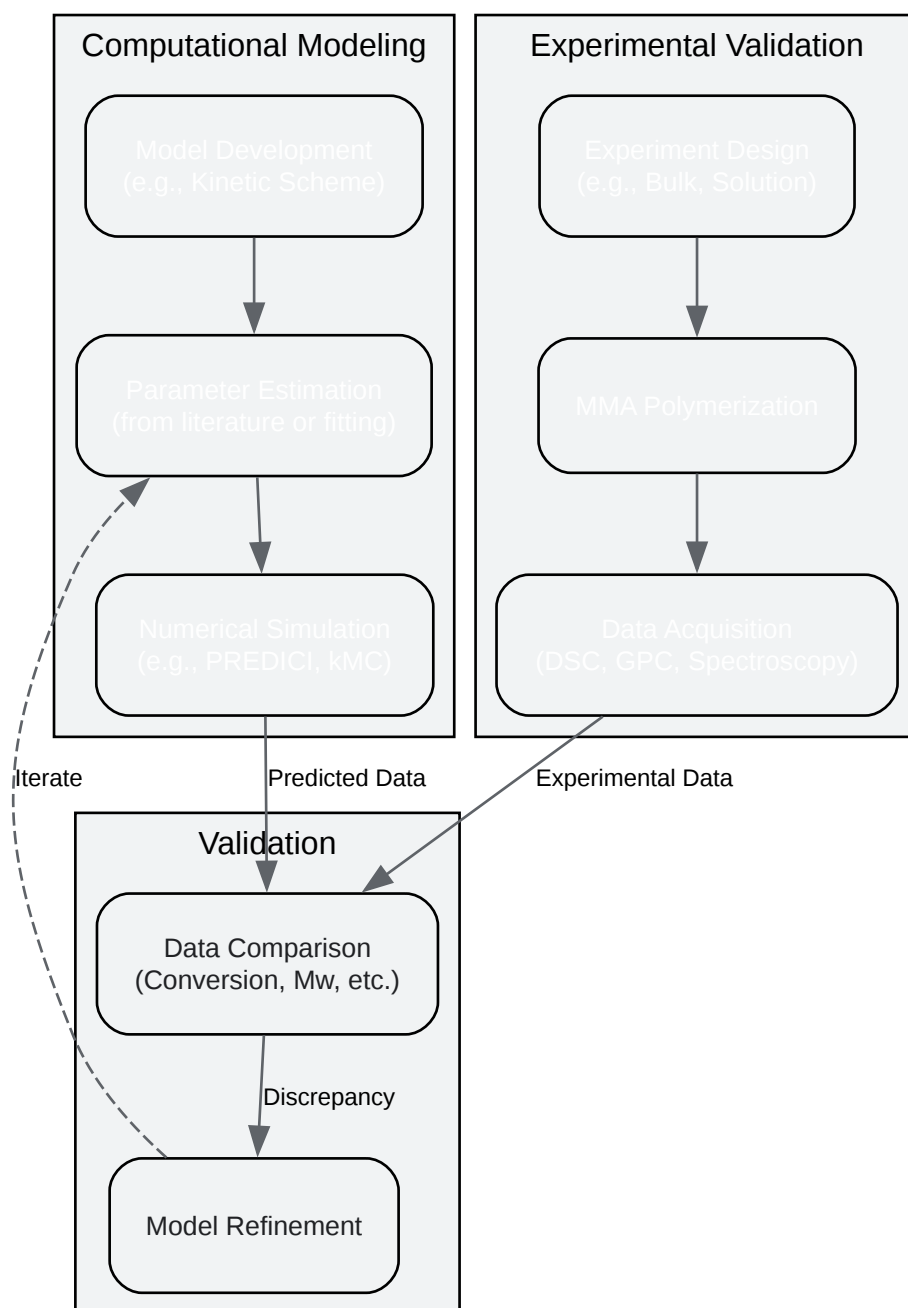 Computational Modeling
Model Development
(e.g., Kinetic Scheme)
Parameter Estimation
(from literature or fitting)
Numerical Simulation
(e.g., PREDICI, kMC)
Experimental Validation
Experiment Design
(e.g., Bulk, Solution)
MMA Polymerization
Data Acquisition
(DSC, GPC, Spectroscopy)
Iterate
Predicted Data
Experimental Data
Validation
Data Comparison
(Conversion, Mw, etc.)
Discrepancy
Model Refinement